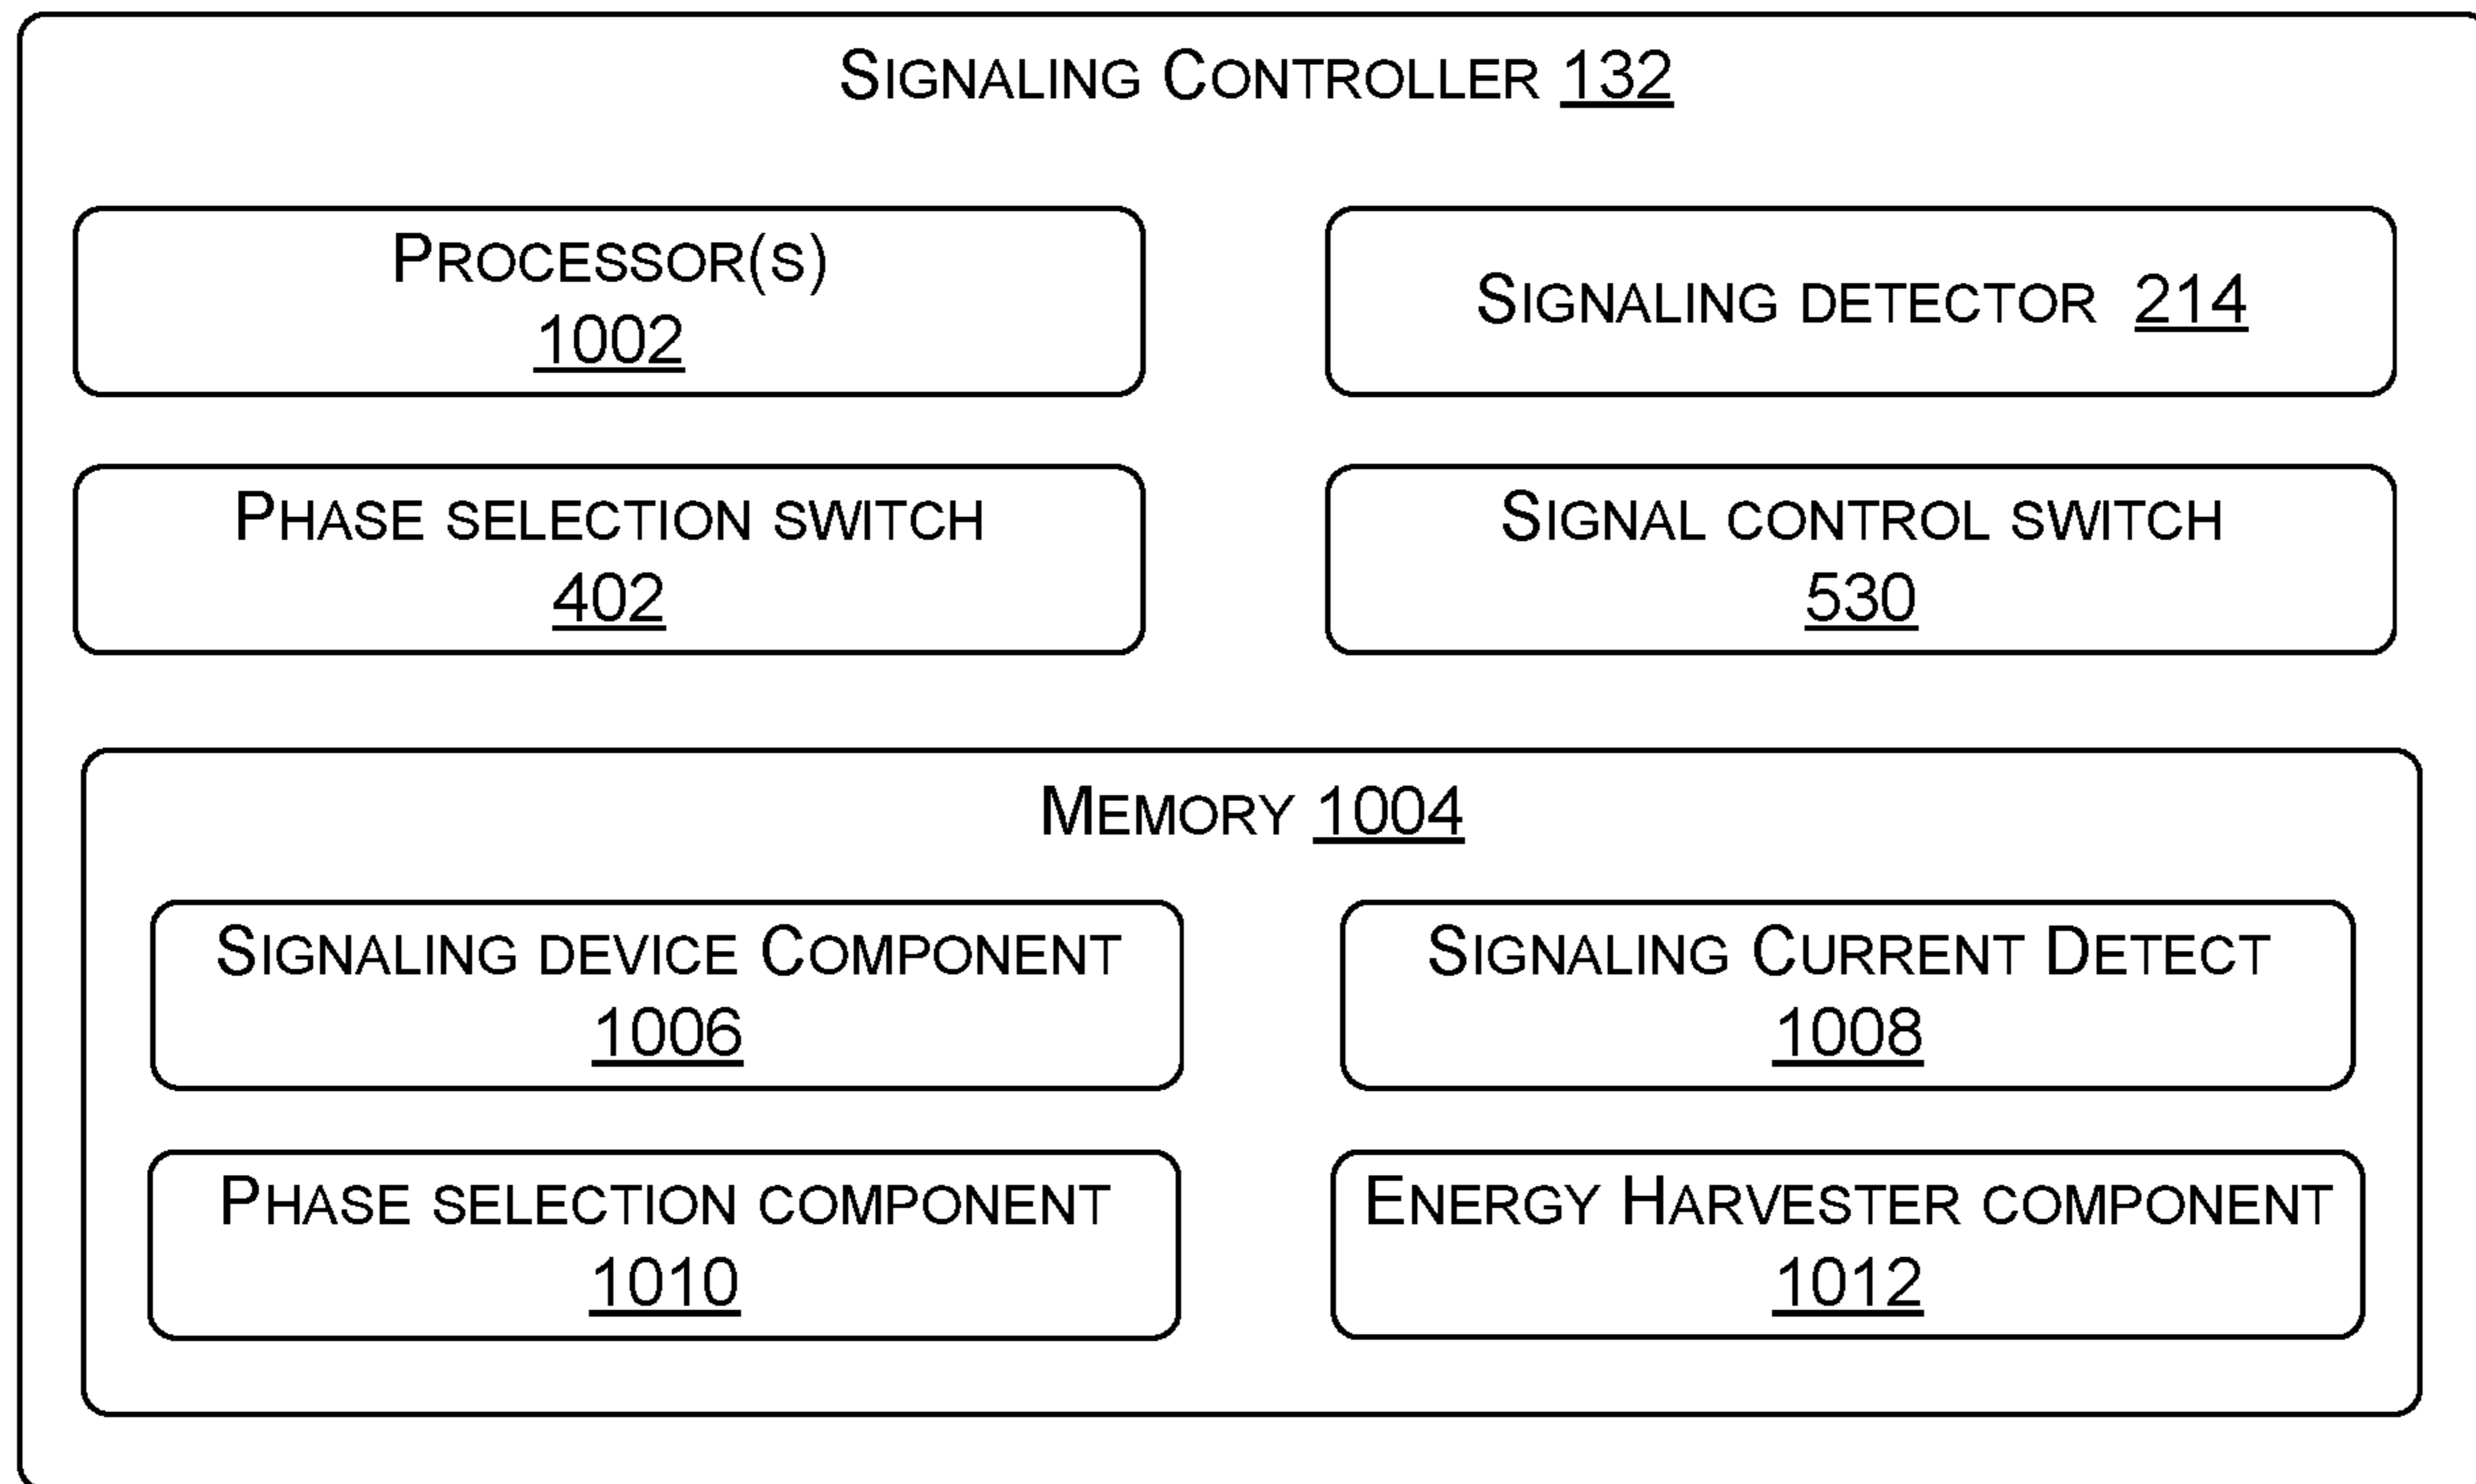 SIGNALING CONTROLLER 132
PROCESSOR(S)
1002
SIGNALING DETECTOR 214
PHASE SELECTION SWITCH
402
SIGNAL CONTROL SWITCH
530
MEMORY 1004
SIGNALING DEVICE COMPONENT
1006
SIGNALING CURRENT DETECT
1008
PHASE SELECTION COMPONENT
1010
ENERGY HARVESTER COMPONENT
1012